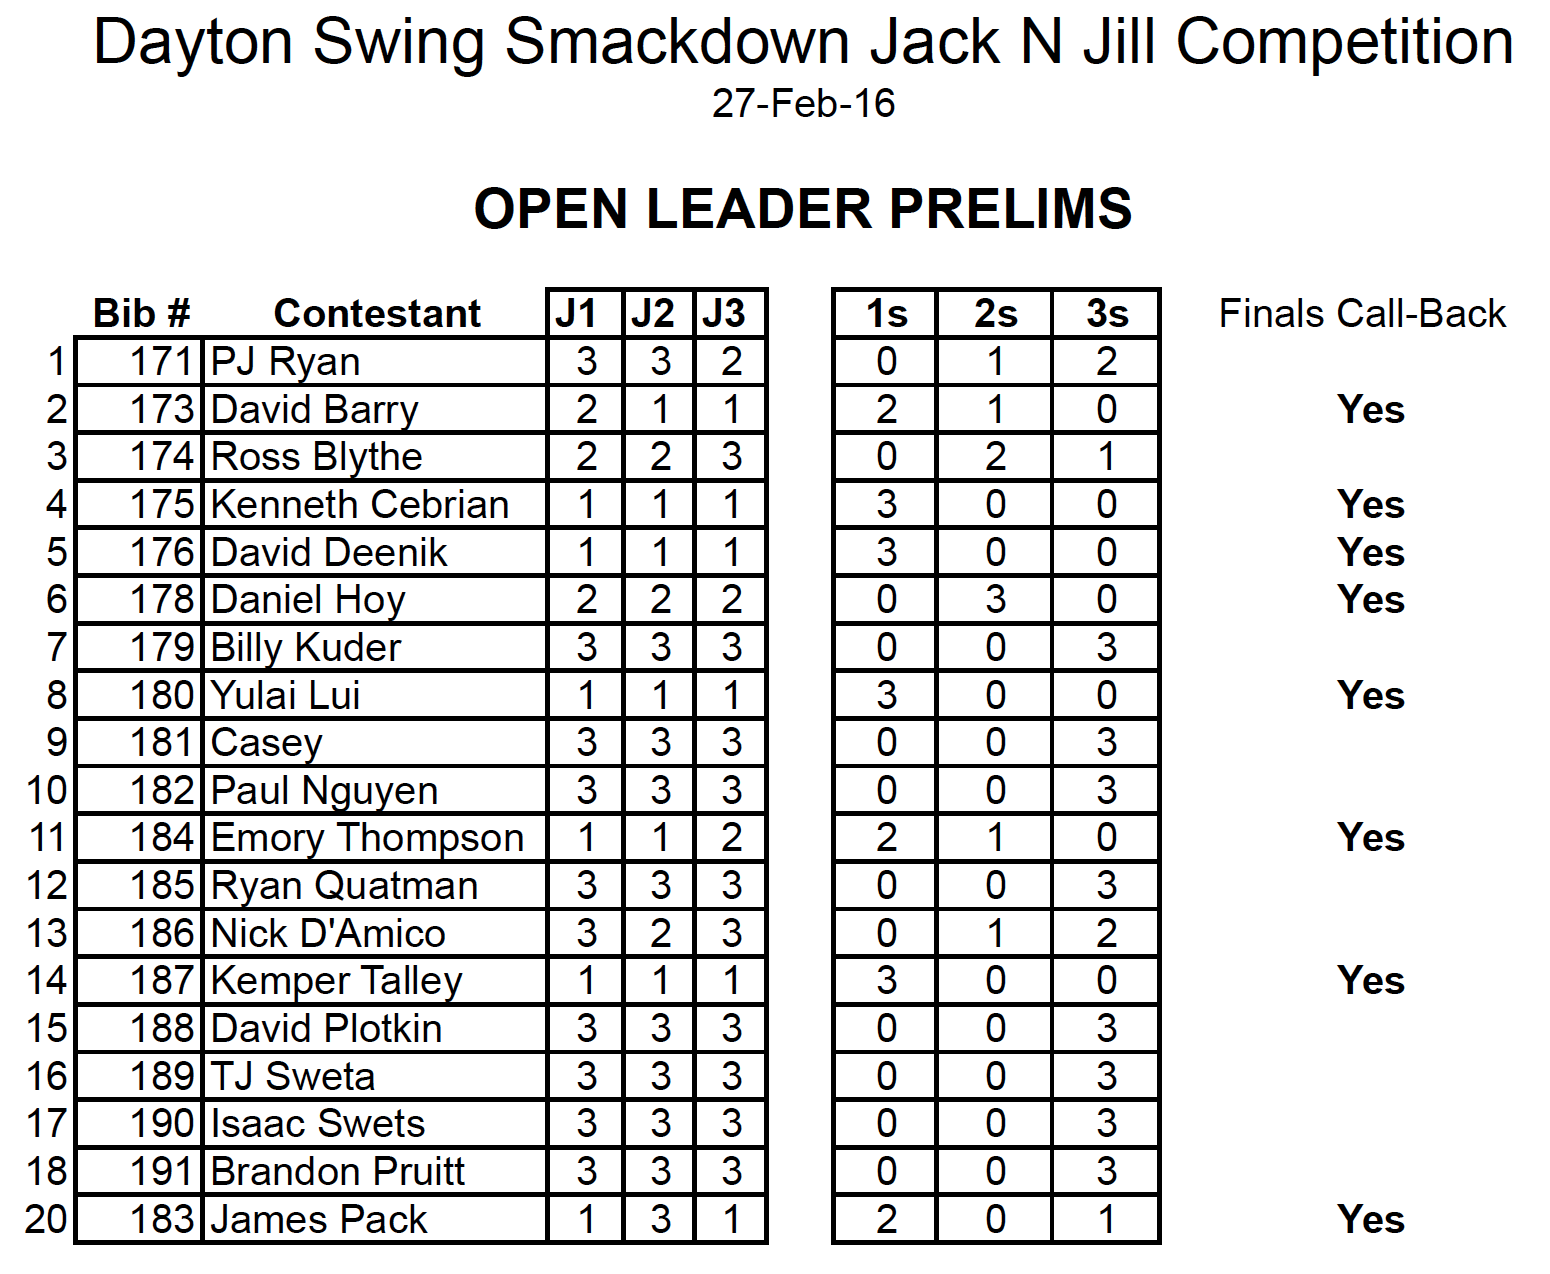 Dayton Swing Smackdown Jack N Jill Competition
27-Feb-16
OPEN LEADER PRELIMS
Bib # Contestant J1 J2 J3 1s 2s 3s Finals Call-Back
1 171 PJ Ryan 3 3 2 0 1 2
2 173 David Barry 2 1 1 2 1 0 Yes
3 174 Ross Blythe 2 2 3 0 2 1
4 175 Kenneth Cebrian 1 1 1 3 0 0 Yes
5 176 David Deenik 1 1 1 3 0 0 Yes
6 178 Daniel Hoy 2 2 2 0 3 0 Yes
7 179 Billy Kuder 3 3 3 0 0 3
8 180 Yulai Lui 1 1 1 3 0 0 Yes
9 181 Casey 3 3 3 0 0 3
10 182 Paul Nguyen 3 3 3 0 0 3
11 184 Emory Thompson 1 1 2 2 1 0 Yes
12 185 Ryan Quatman 3 3 3 0 0 3
13 186 Nick D'Amico 3 2 3 0 1 2
14 187 Kemper Talley 1 1 1 3 0 0 Yes
15 188 David Plotkin 3 3 3 0 0 3
16 189 TJ Sweta 3 3 3 0 0 3
17 190 Isaac Swets 3 3 3 0 0 3
18 191 Brandon Pruitt 3 3 3 0 0 3
20 183 James Pack 1 3 1 2 0 1 Yes